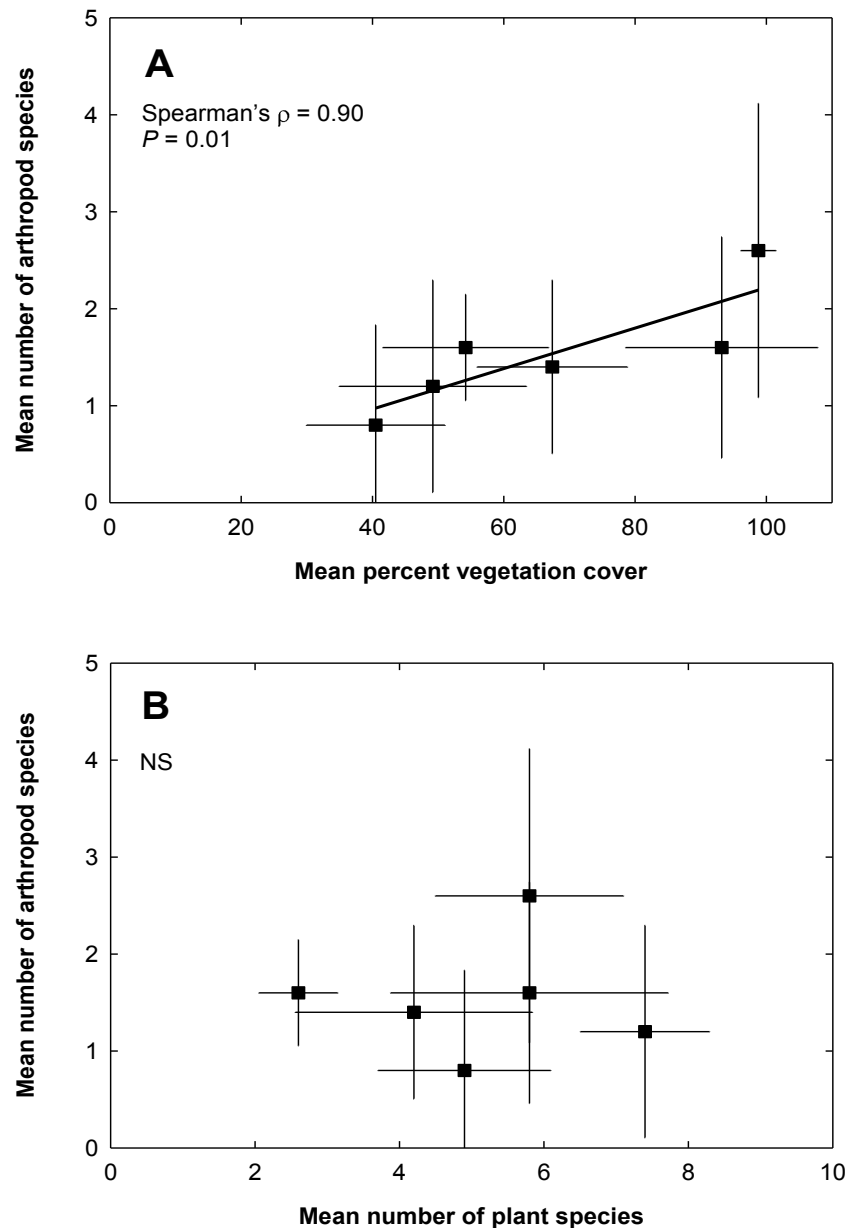 A
Spearman's ρ = 0.90
P = 0.01
Mean number of arthropod species
5
4
3
2
1
0
0 20 40 60 80 100
Mean percent vegetation cover
B
NS
Mean number of arthropod species
5
4
3
2
1
0
0 2 4 6 8 10
Mean number of plant species